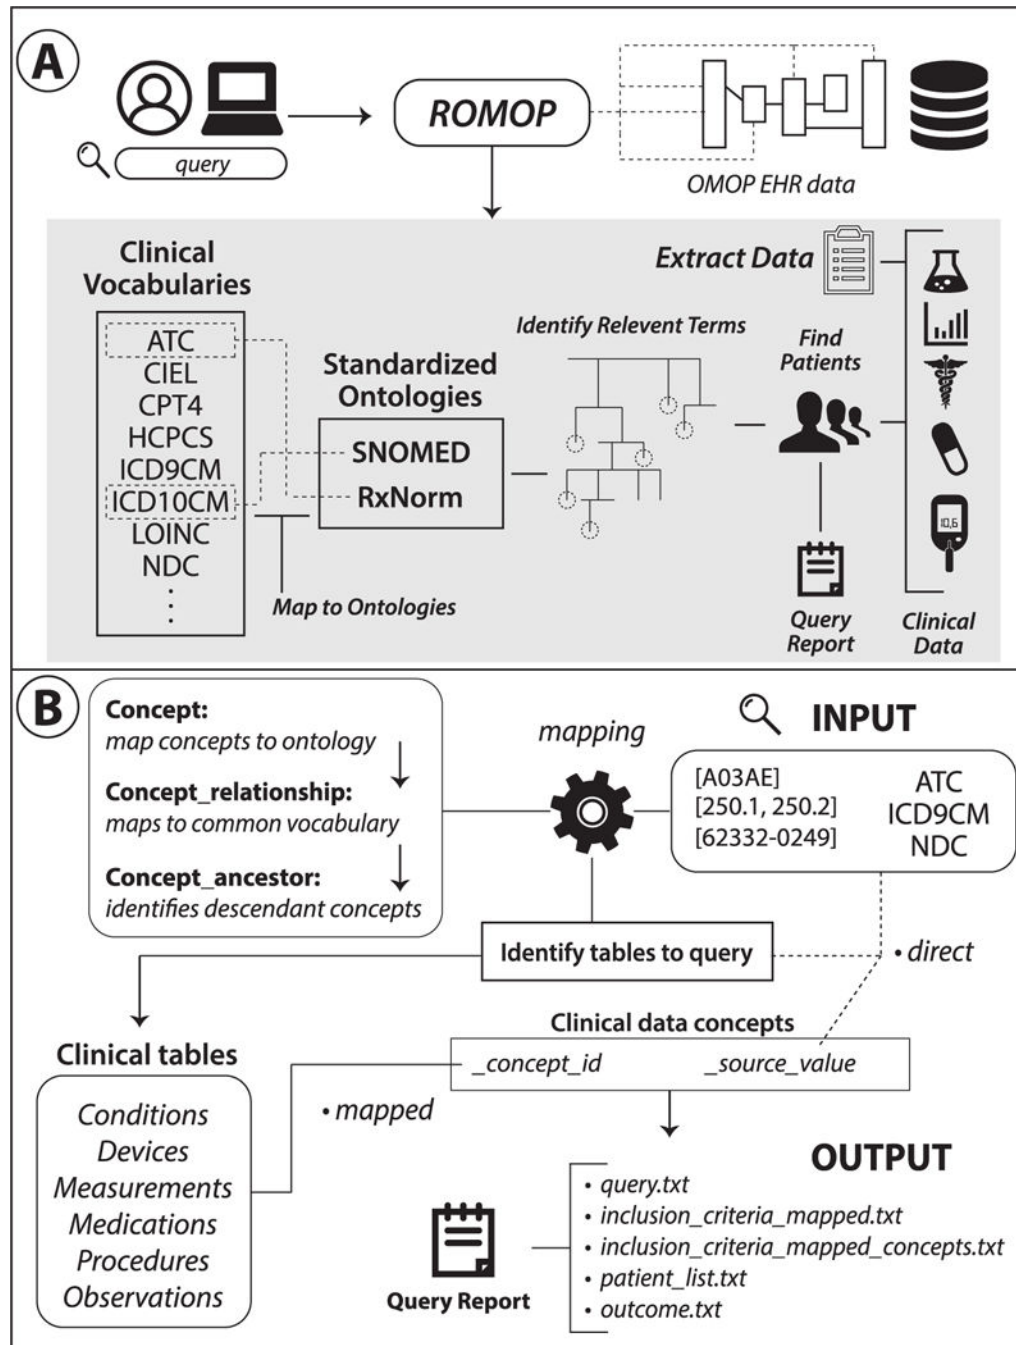 A
query
ROMOP
OMOP EHR data
Clinical
Vocabularies
ATC
CIEL
CPT4
HCPCS
ICD9CM
ICD10CM
LOINC
NDC
Map to Ontologies
Standardized
Ontologies
SNOMED
RxNorm
Identify Relevent Terms
Extract Data
Find
Patients
Query
Report
10,6
Clinical
Data
B
Concept:
map concepts to ontology
Concept_relationship:
maps to common vocabulary
Concept_ancestor:
identifies descendant concepts
mapping
INPUT
[A03AE] ATC
[250.1, 250.2] ICD9CM
[62332-0249] NDC
Identify tables to query
• direct
Clinical tables
Conditions
Devices
Measurements
Medications
Procedures
Observations
• mapped
Clinical data concepts
_concept_id _source_value
OUTPUT
Query Report
• query.txt
• inclusion_criteria_mapped.txt
• inclusion_criteria_mapped_concepts.txt
• patient_list.txt
• outcome.txt